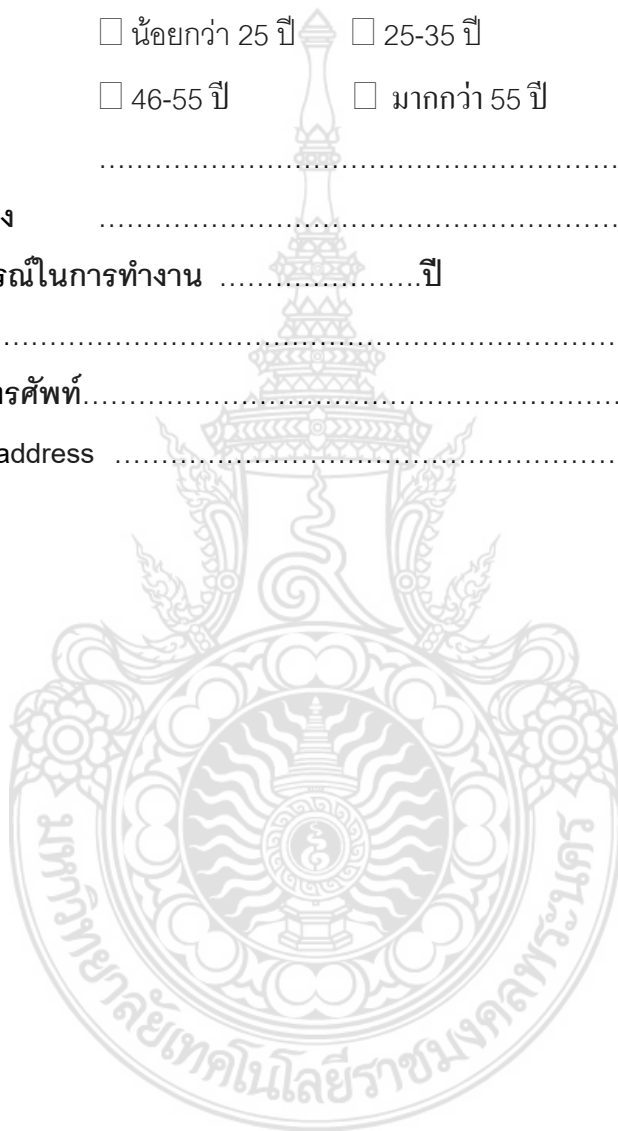 ☐ น้อยกว่า 25 ปี ☐ 25-35 ปี
☐ 46-55 ปี ☐ มากกว่า 55 ปี
……………………………………………………
ง ……………………………………………………
รณ์ในการทำงาน ………………….ปี
………………………………………………………………
ารศัพท์……………………………………………………
address ……………………………………………………
มหาวิทยาลัยเทคโนโลยีราชมงคลพระนคร